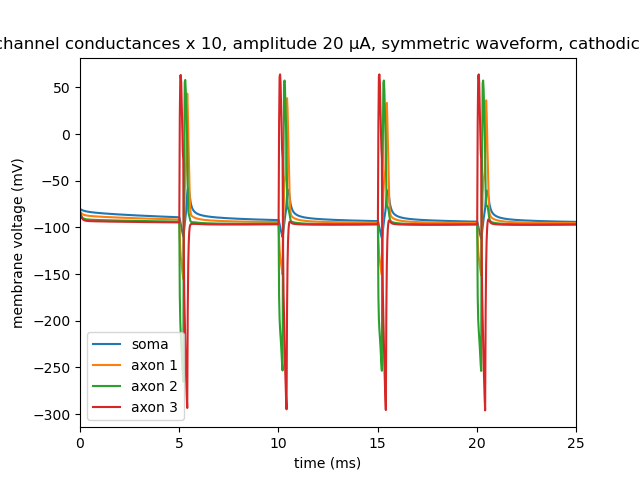 channel conductances x 10, amplitude 20 μA, symmetric waveform, cathodic
membrane voltage (mV)
50
0
−50
−100
−150
−200
−250
−300
soma
axon 1
axon 2
axon 3
0 5 10 15 20 25
time (ms)